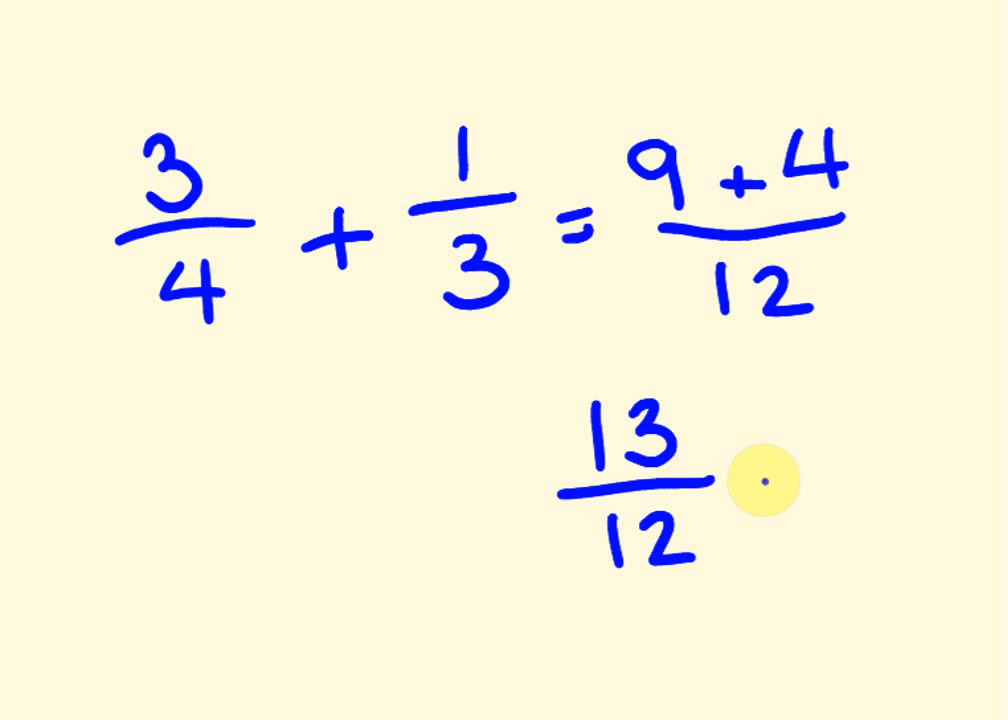 3/4 + 1/3 = 9 + 4/12
13/12